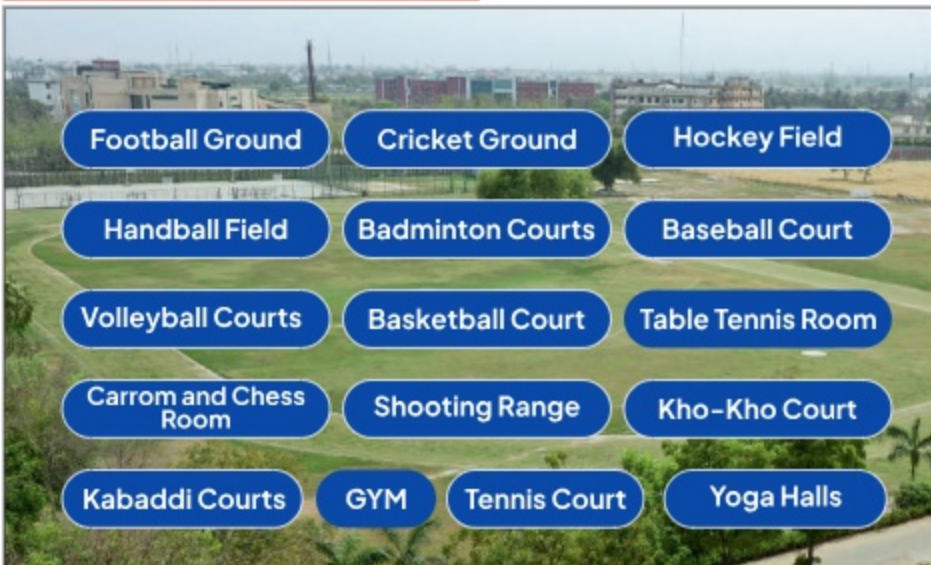 Football Ground
Cricket Ground
Hockey Field
Handball Field
Badminton Courts
Baseball Court
Volleyball Courts
Basketball Court
Table Tennis Room
Carrom and Chess
Room
Shooting Range
Kho-Kho Court
Kabaddi Courts
GYM
Tennis Court
Yoga Halls